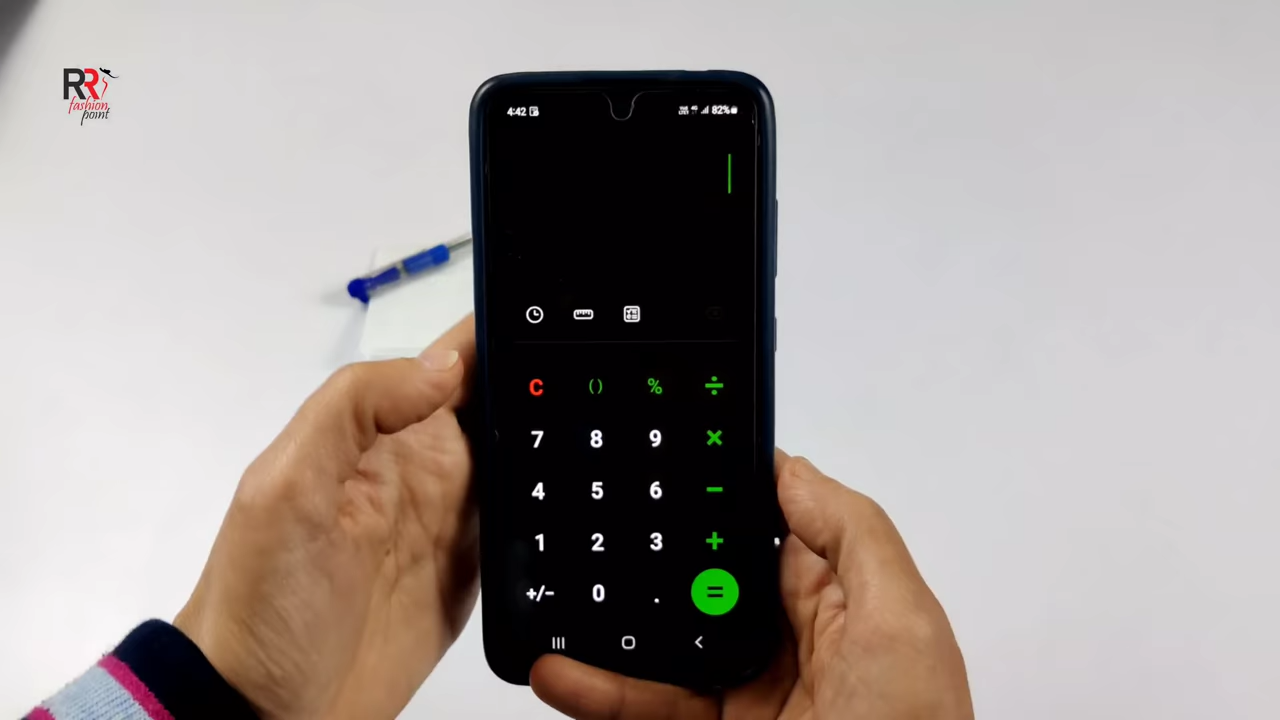 RR
fashion
point
4:42
82%
C ( ) % ÷
7 8 9 ×
4 5 6 −
1 2 3 +
+/− 0 . =